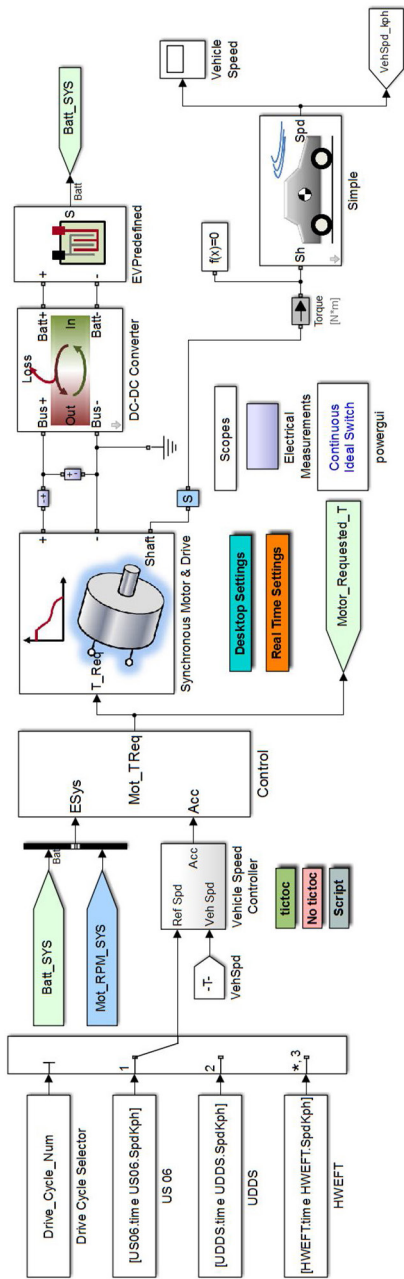 Drive_Cycle_Num
Drive Cycle Selector
[US06.tim e US06.SpdKph]
US 06
[UDDS.tim e UDDS.SpdKph]
UDDS
[HWEFT.tim e HWEFT.SpdKph]
HWEFT
1
2
*, 3
Batt_SYS
Mot_RPM_SYS
Bat
-T-
VehSpd
Ref Spd
Veh Spd
Acc
Vehicle Speed
Controller
tictoc
No tictoc
Script
ESys
Acc
Mot_TReq
Control
T_Req
+
-
Shaft
Synchronous Motor & Drive
Desktop Settings
Real Time Settings
Motor_Requested_T
S
Bus+
Bus-
Loss
Out
In
Batt+
Batt-
DC-DC Converter
+
-
S
EVPredefined
Batt
Batt_SYS
Scopes
Electrical
Measurements
Continuous
Ideal Switch
powergui
f(x)=0
Torque
[N*m]
Sh
Spd
Simple
Vehicle
Speed
VehSpd_kph